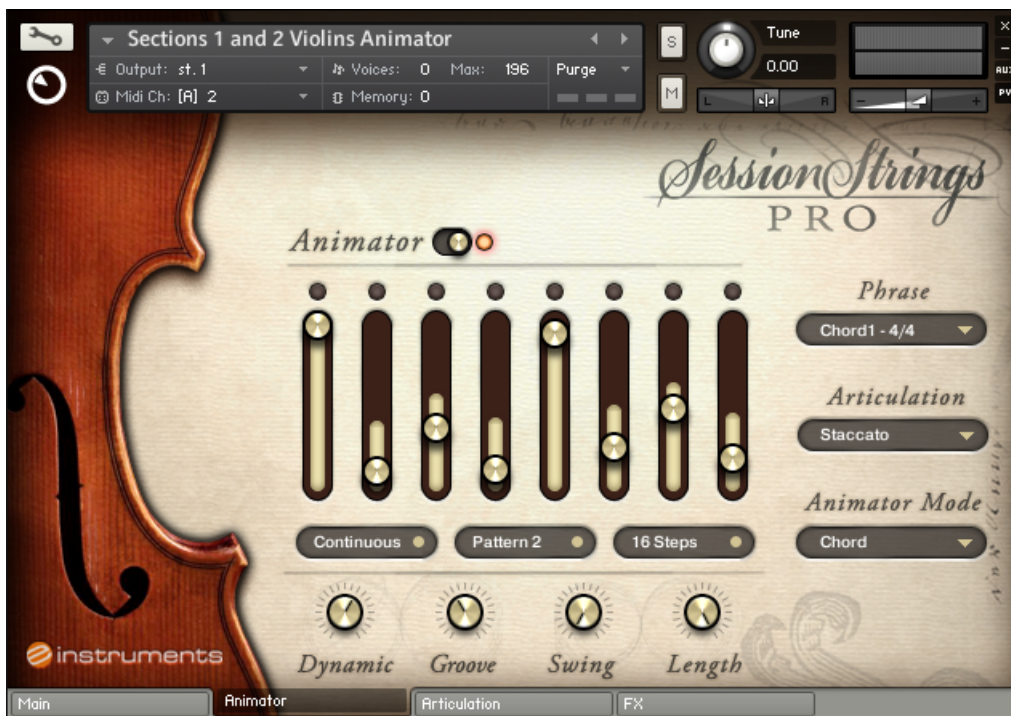 Sections 1 and 2 Violins Animator
Output: st.1
Voices: 0 Max: 196
Purge
Midi Ch: [A] 2
Memory: 0
S
M
Tune
0.00
L R
- +
X
-
AUX
PV
Session Strings
PRO
Animator
Phrase
Chord1 - 4/4
Articulation
Staccato
Animator Mode
Chord
Continuous
Pattern 2
16 Steps
Dynamic
Groove
Swing
Length
e instruments
Main
Animator
Articulation
FX